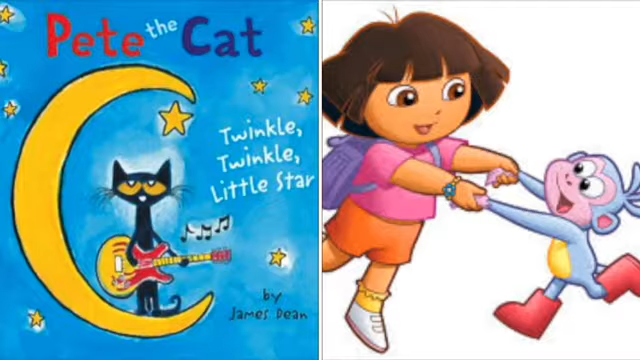 Pete the Cat
Twinkle,
Twinkle,
Little Star
by
James Dean